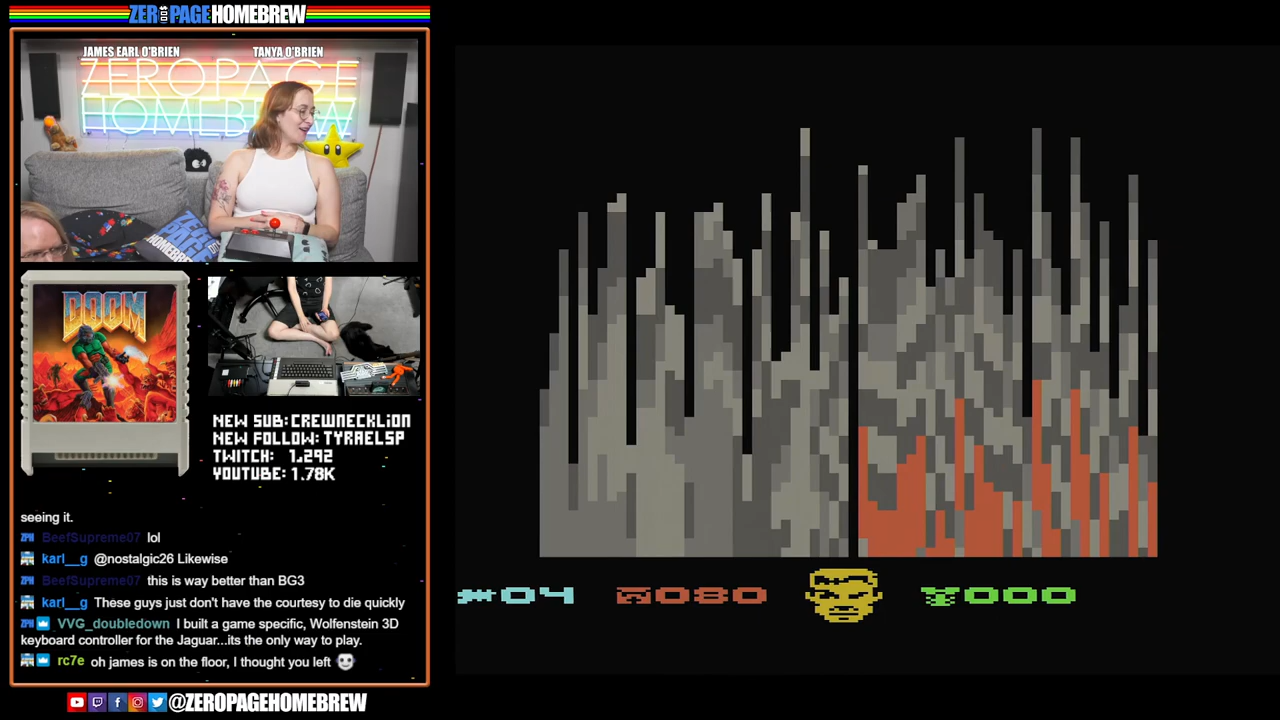 ZEROPAGE HOMEBREW
JAMES EARL O'BRIEN
TANYA O'BRIEN
ZEROPAGE
HOMEBREW
DOOM
NEW SUB: CREWNECKLION
NEW FOLLOW: TYRAELSP
TWITCH: 1,292
YOUTUBE: 1.78K
seeing it.
BeefSupreme07 lol
karl__g @nostalgic26 Likewise
BeefSupreme07 this is way better than BG3
karl__g These guys just don't have the courtesy to die quickly
VVG_doubledown I built a game specific, Wolfenstein 3D
keyboard controller for the Jaguar...its the only way to play.
rc7e oh james is on the floor, I thought you left
@ZEROPAGEHOMEBREW
04 080 000